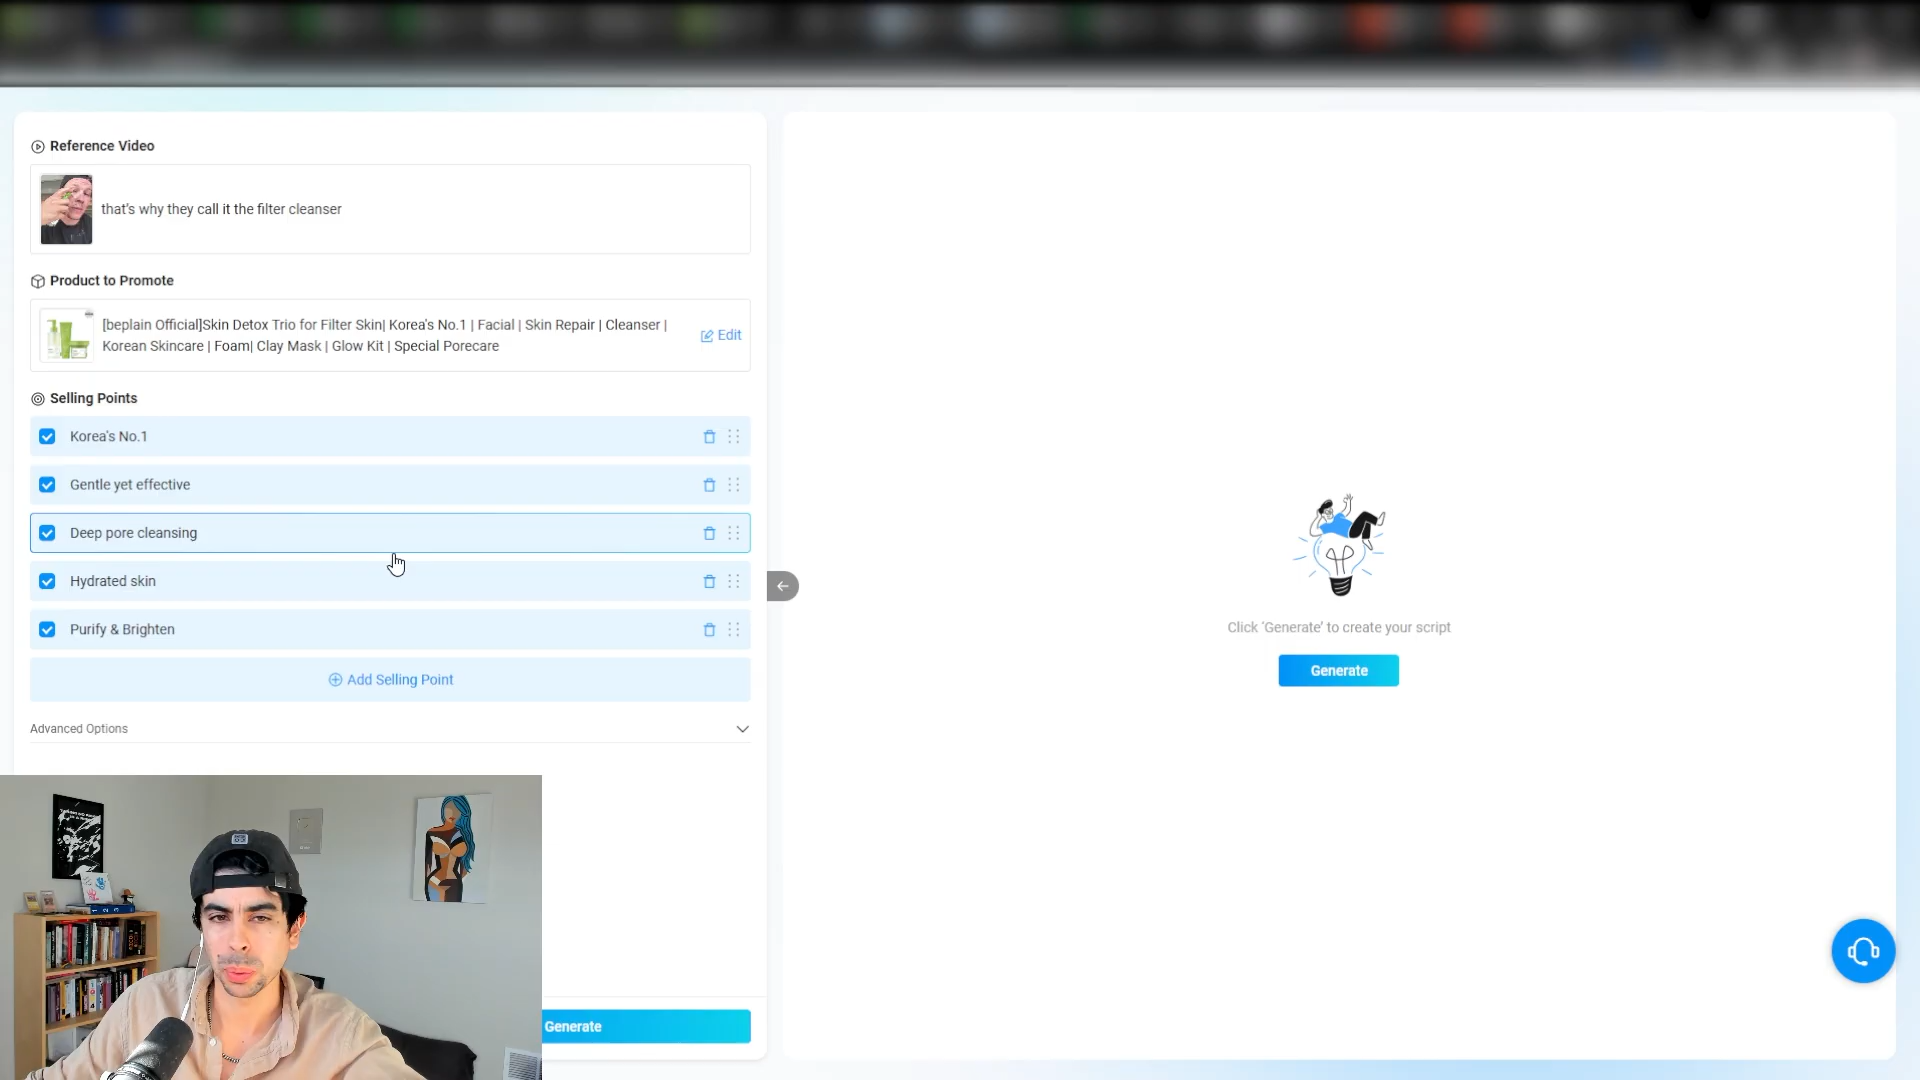 Reference Video
that's why they call it the filter cleanser
Product to Promote
[beplain Official]Skin Detox Trio for Filter Skin| Korea's No.1 | Facial | Skin Repair | Cleanser |
Korean Skincare | Foam| Clay Mask | Glow Kit | Special Porecare
Edit
Selling Points
Korea's No.1
Gentle yet effective
Deep pore cleansing
Hydrated skin
Purify & Brighten
Add Selling Point
Advanced Options
Generate
Click 'Generate' to create your script
Generate